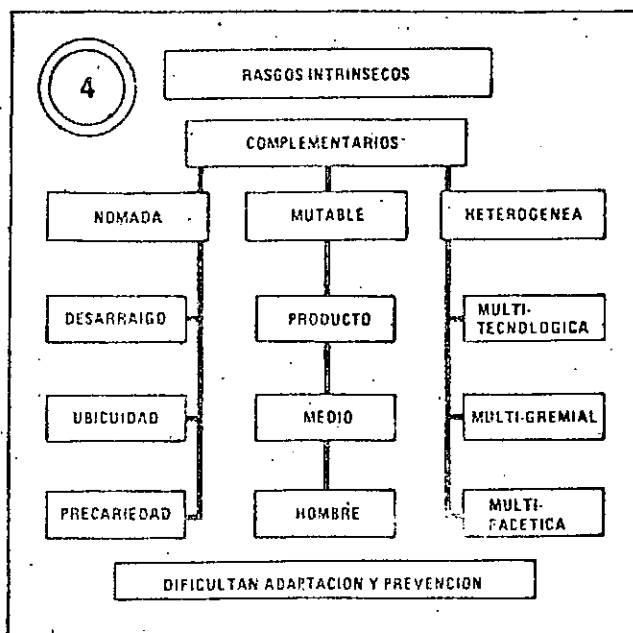 4
RASGOS INTRINSECOS
COMPLEMENTARIOS
NOMADA
MUTABLE
HETEROGENEA
DESARRAIGO
PRODUCTO
MULTI-
TECNOLOGICA
UBICUIDAD
MEDIO
MULTI-GREMIAL
PRECARIEDAD
HOMBRE
MULTI-
FACETICA
DIFICULTAN ADAPTACION Y PREVENCION